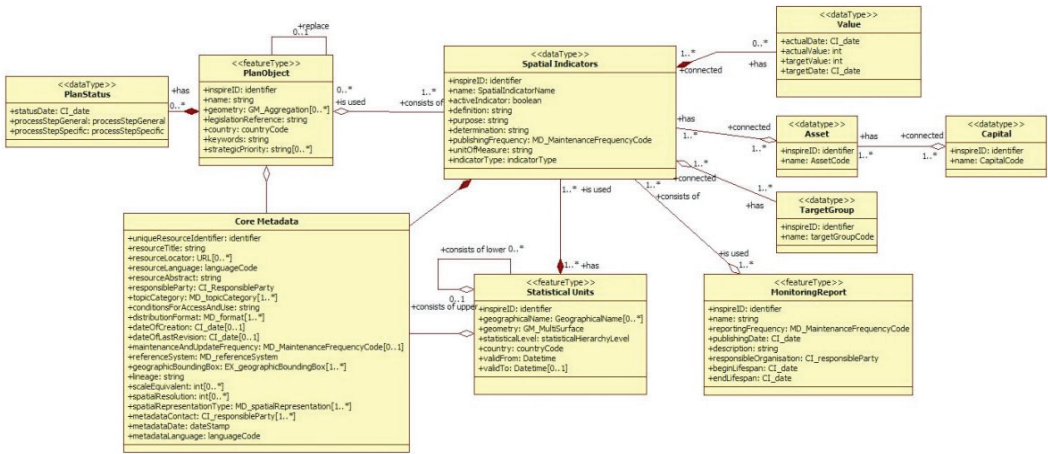 +replace
0..1
<<dataType>>
PlanStatus
+statusDate: CI_date
+processStepGeneral: processStepGeneral
+processStepSpecific: processStepSpecific
+has
0..*
<<featureType>>
PlanObject
+inspireID: identifier
+name: string
+geometry: GM_Aggregation[0..*]
+legislationReference: string
+country: countryCode
+keywords: string
+strategicPriority: string[0..*]
0..*
+is used
1..*
+consists of
<<dataType>>
Spatial Indicators
+inspireID: identifier
+name: SpatialIndicatorName
+activeIndicator: boolean
+definition: string
+purpose: string
+determination: string
+publishingFrequency: MD_MaintenanceFrequencyCode
+unitOfMeasure: string
+indicatorType: indicatorType
1..*
+connected
0..*
+has
<<dataType>>
Value
+actualDate: CI_date
+actualValue: int
+targetValue: int
+targetDate: CI_date
+has
1..*
+connected
1..*
<<datatype>>
Asset
+inspireID: identifier
+name: AssetCode
+has
1..*
+connected
1..*
<<datatype>>
Capital
+inspireID: identifier
+name: CapitalCode
1..*
+connected
1..*
+has
<<datatype>>
TargetGroup
+inspireID: identifier
+name: targetGroupCode
1..*
+consists of
+is used
1..*
<<featureType>>
MonitoringReport
+inspireID: identifier
+name: string
+reportingFrequency: MD_MaintenanceFrequencyCode
+publishingDate: CI_date
+description: string
+responsibleOrganisation: CI_responsibleParty
+beginLifespan: CI_date
+endLifespan: CI_date
1..*
+is used
1..*
+has
+consists of lower
0..*
0..1
+consists of upper
<<featureType>>
Statistical Units
+inspireID: identifier
+geographicalName: GeographicalName[0..*]
+geometry: GM_MultiSurface
+statisticalLevel: statisticalHierarchyLevel
+country: countryCode
+validFrom: Datetime
+validTo: Datetime[0..1]
Core Metadata
+uniqueResourceIdentifier: identifier
+resourceTitle: string
+resourceLocator: URL[0..*]
+resourceLanguage: languageCode
+resourceAbstract: string
+responsibleParty: CI_ResponsibleParty
+topicCategory: MD_topicCategory[1..*]
+conditionsForAccessAndUse: string
+distributionFormat: MD_format[1..*]
+dateOfCreation: CI_date[0..1]
+dateOfLastRevision: CI_date[0..1]
+maintenanceAndUpdateFrequency: MD_MaintenanceFrequencyCode[0..1]
+referenceSystem: MD_referenceSystem
+geographicBoundingBox: EX_geographicBoundingBox[1..*]
+lineage: string
+scaleEquivalent: int[0..*]
+spatialResolution: int[0..*]
+spatialRepresentationType: MD_spatialRepresentation[1..*]
+metadataContact: CI_responsibleParty[1..*]
+metadataDate: dateStamp
+metadataLanguage: languageCode